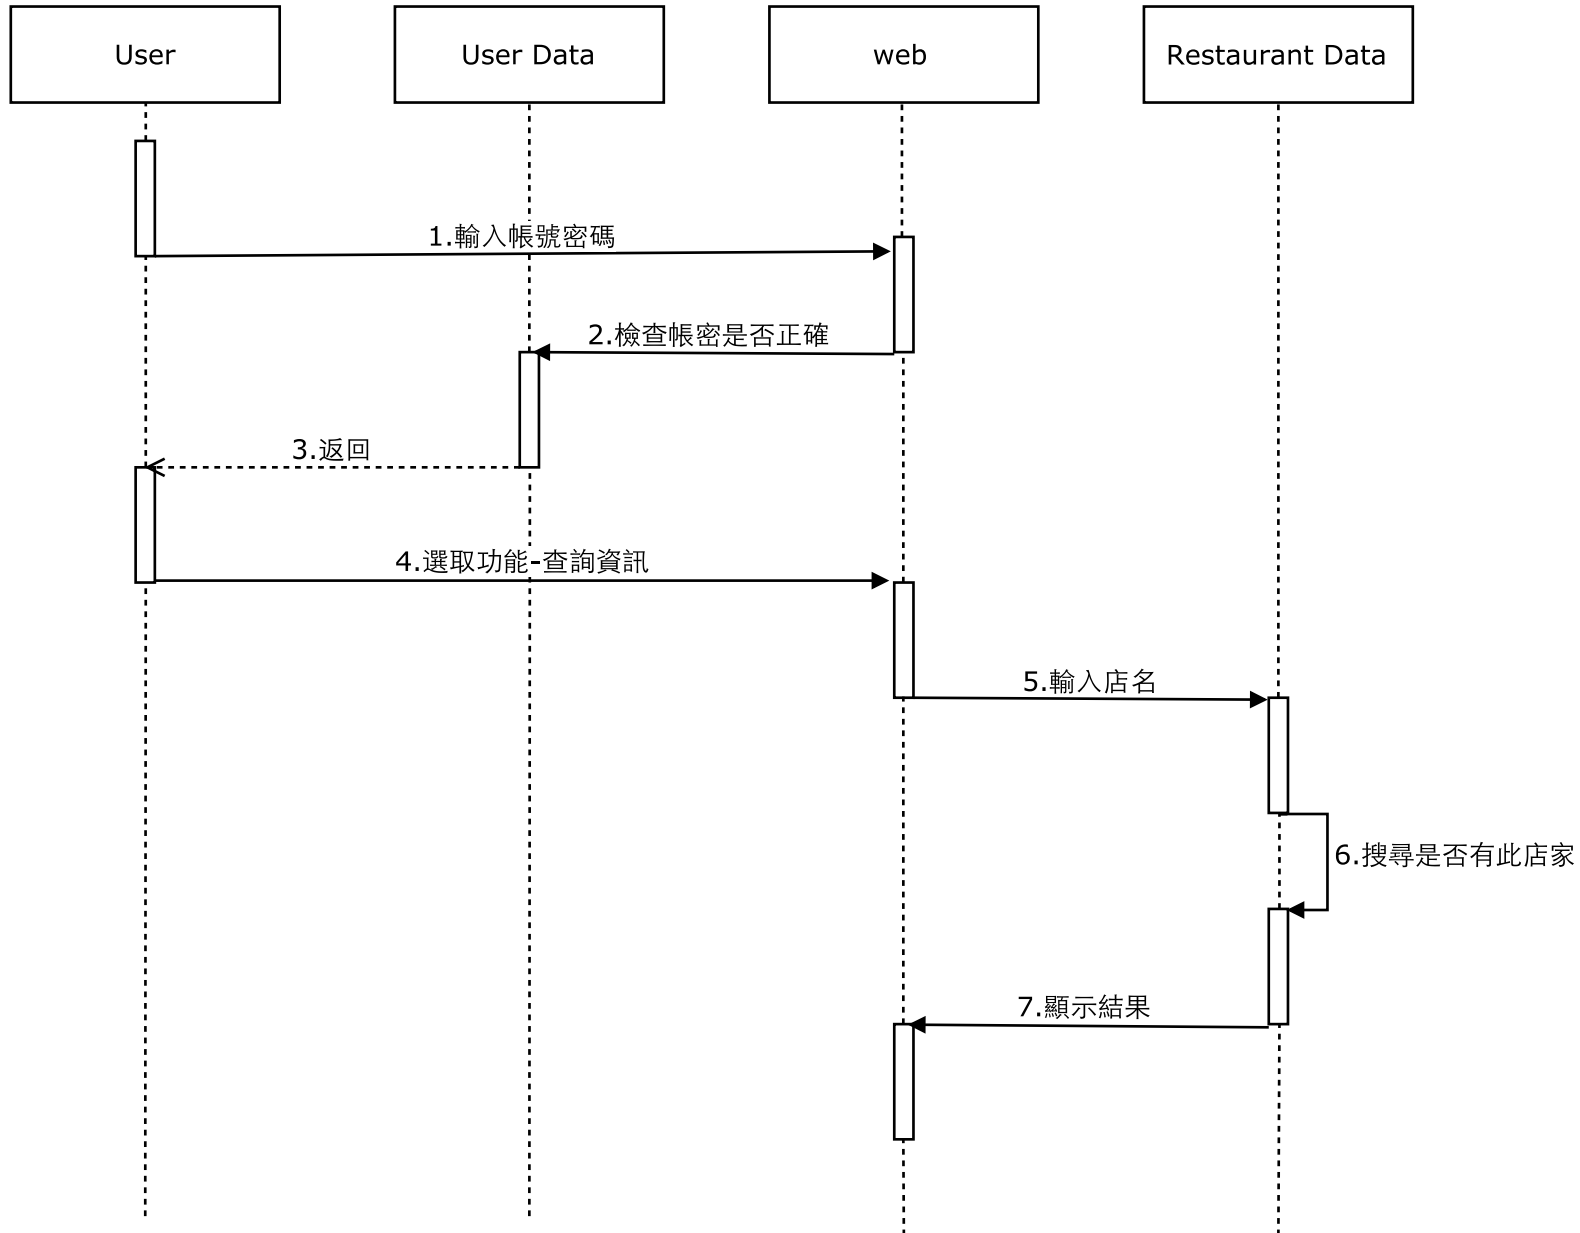 User
User Data
web
Restaurant Data
1.輸入帳號密碼
2.檢查帳密是否正確
3.返回
4.選取功能-查詢資訊
5.輸入店名
6.搜尋是否有此店家
7.顯示結果